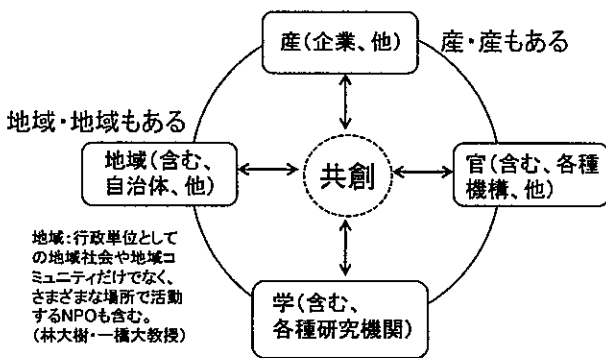 産(企業、他)
産・産もある
地域・地域もある
地域(含む、
自治体、他)
共創
官(含む、各種
機構、他)
地域:行政単位として
の地域社会や地域コ
ミュニティだけでなく、
さまざまな場所で活動
するNPOも含む。
(林大樹・一橋大教授)
学(含む、
各種研究機関)